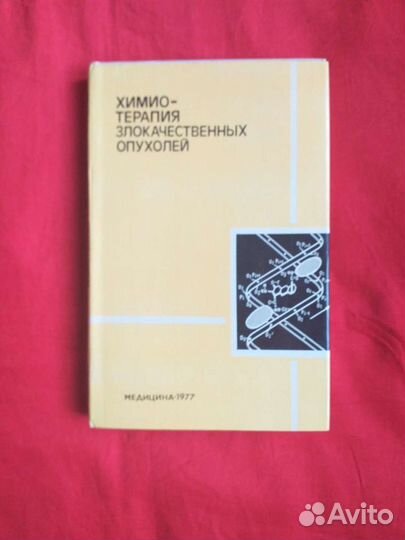 ХИМИО-
ТЕРАПИЯ
ЗЛОКАЧЕСТВЕННЫХ
ОПУХОЛЕЙ
МЕДИЦИНА·1977
Avito